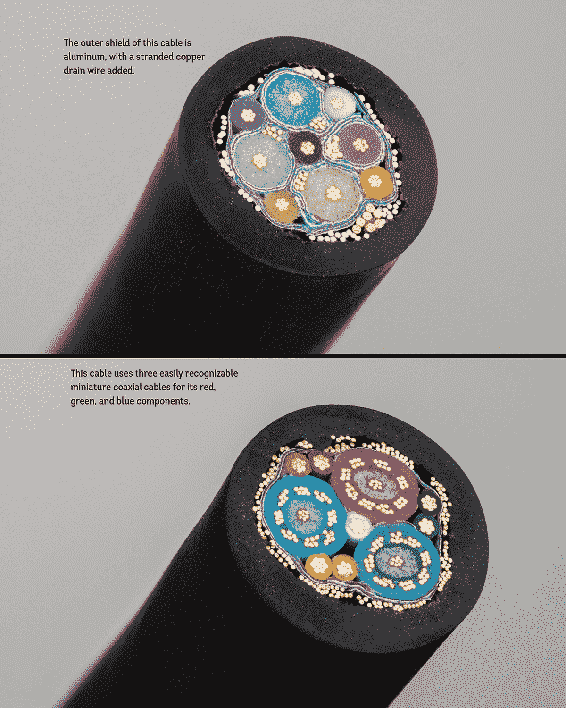 The outer shield of this cable is
aluminum, with a stranded copper
drain wire added.
This cable uses three easily recognizable
miniature coaxial cables for its red,
green, and blue components.